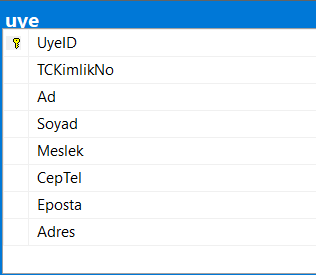 uye
UyeID
TCKimlikNo
Ad
Soyad
Meslek
CepTel
Eposta
Adres